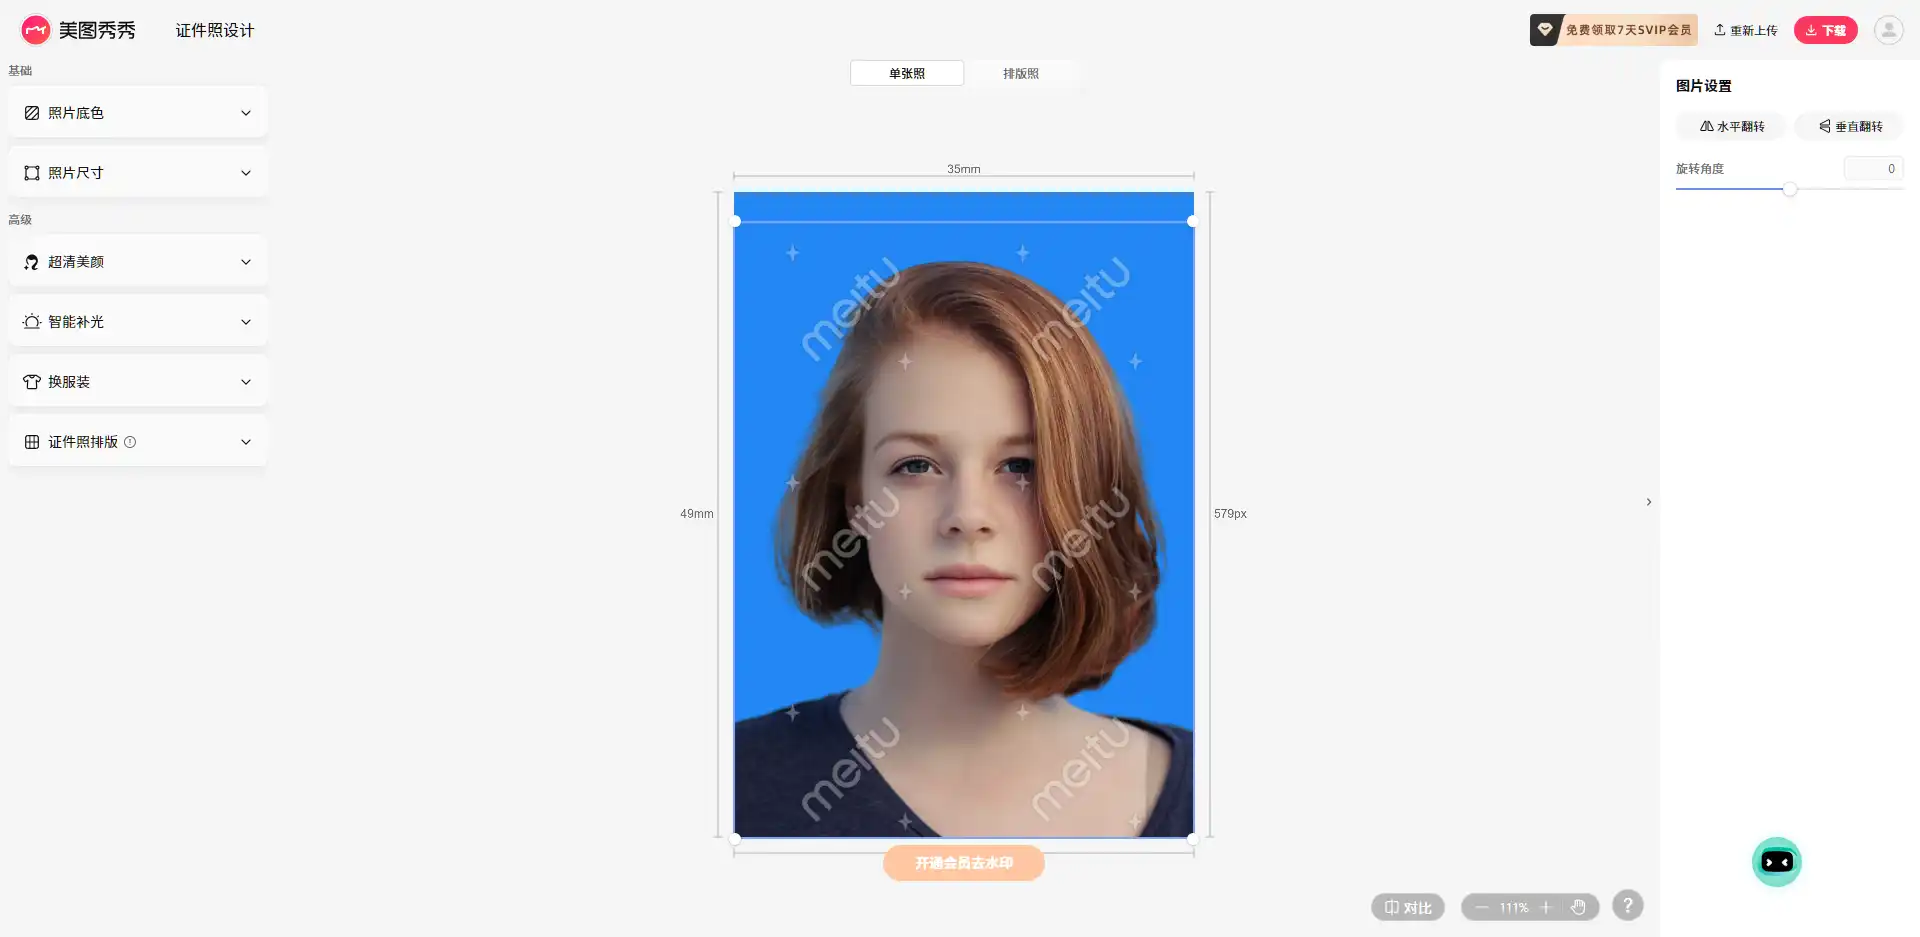 美图秀秀
证件照设计
免费领取7天SVIP会员
重新上传
下载
基础
照片底色
照片尺寸
高级
超清美颜
智能补光
换服装
证件照排版
单张照
排版照
35mm
49mm
579px
meitu
meitu
meitu
meitu
meitu
meitu
开通会员去水印
对比
111%
?
图片设置
水平翻转
垂直翻转
旋转角度
0